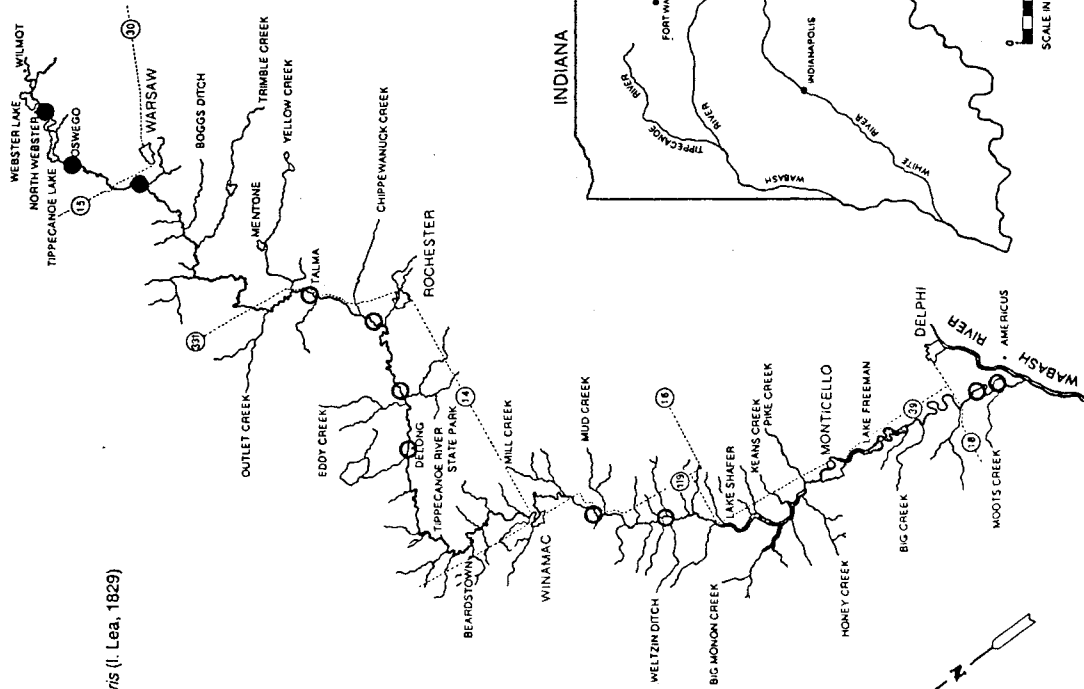 WEBSTER LAKE
WILMOT
NORTH WEBSTER
TIPPECANOE LAKE
OSWEGO
30
WARSAW
15
BOGGS DITCH
TRIMBLE CREEK
MENTONE
YELLOW CREEK
CHIPPEWANUCK CREEK
TALMA
ROCHESTER
331
OUTLET CREEK
EDDY CREEK
DELONG
TIPPECANOE RIVER
STATE PARK
14
MILL CREEK
MUD CREEK
BEARDSTOWN
WINAMAC
16
119
LAKE SHAFER
KEANS CREEK
PIKE CREEK
MONTICELLO
LAKE FREEMAN
39
WELTZIN DITCH
BIG MONON CREEK
HONEY CREEK
BIG CREEK
18
MOOTS CREEK
DELPHI
WABASH RIVER
AMERICUS
N
ris (I. Lea, 1829)
INDIANA
FORT WA
TIPPECANOE RIVER
RIVER
WABASH
INDIANAPOLIS
WHITE RIVER
0
SCALE IN